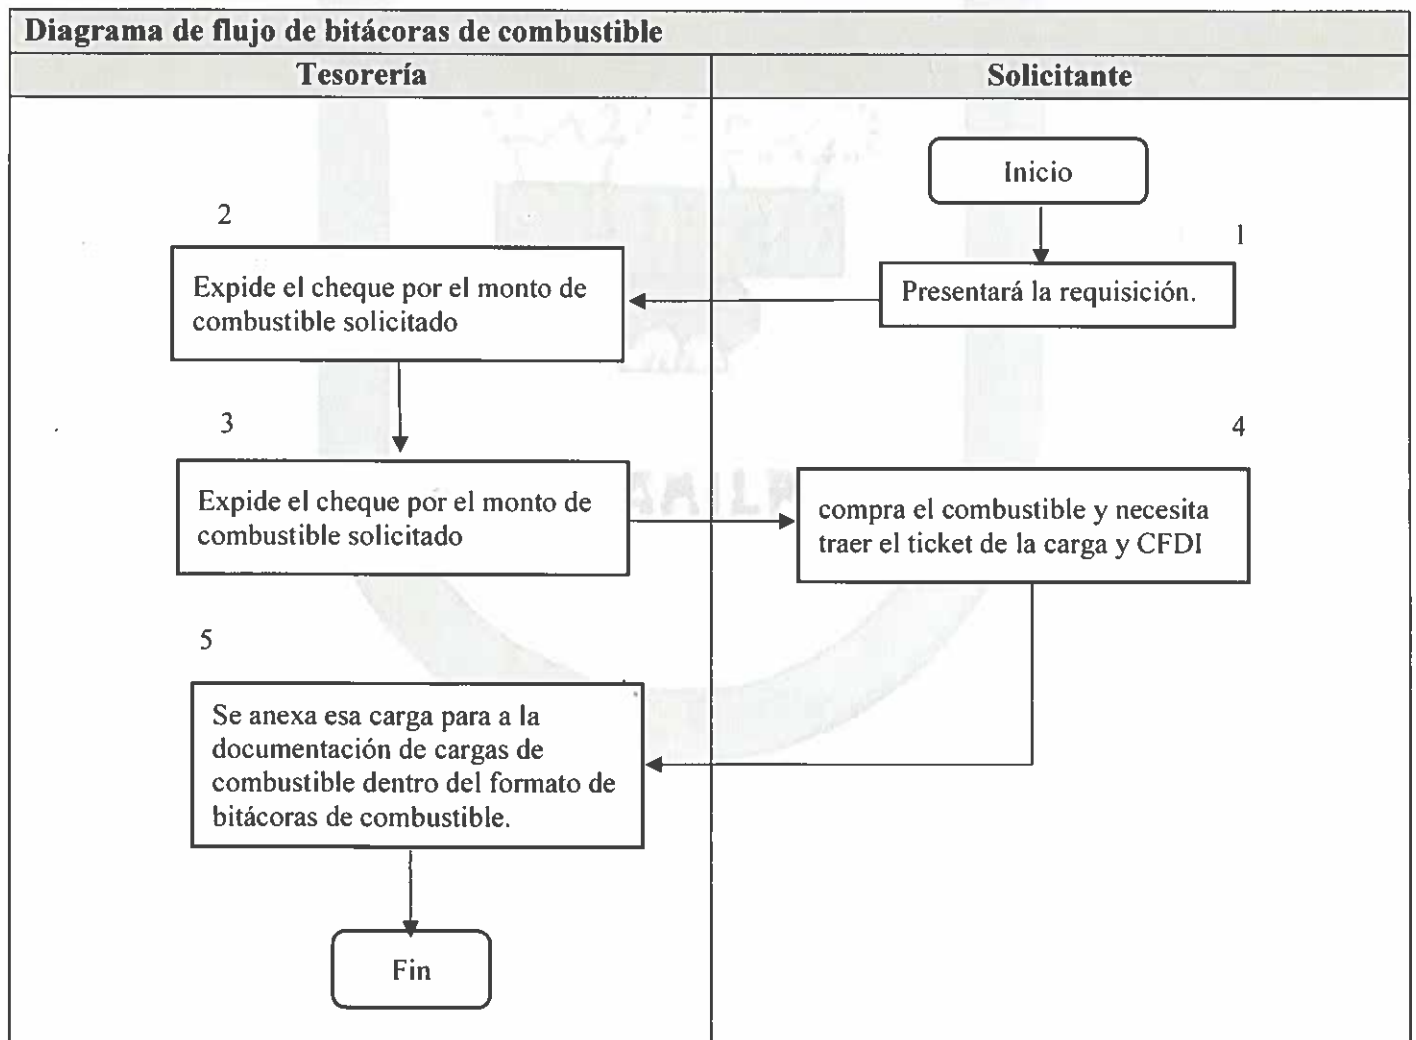 Diagrama de flujo de bitácoras de combustible
Tesorería
Solicitante
Inicio
1
Presentará la requisición.
2
Expide el cheque por el monto de
combustible solicitado
3
Expide el cheque por el monto de
combustible solicitado
4
compra el combustible y necesita
traer el ticket de la carga y CFDI
5
Se anexa esa carga para a la
documentación de cargas de
combustible dentro del formato de
bitácoras de combustible.
Fin